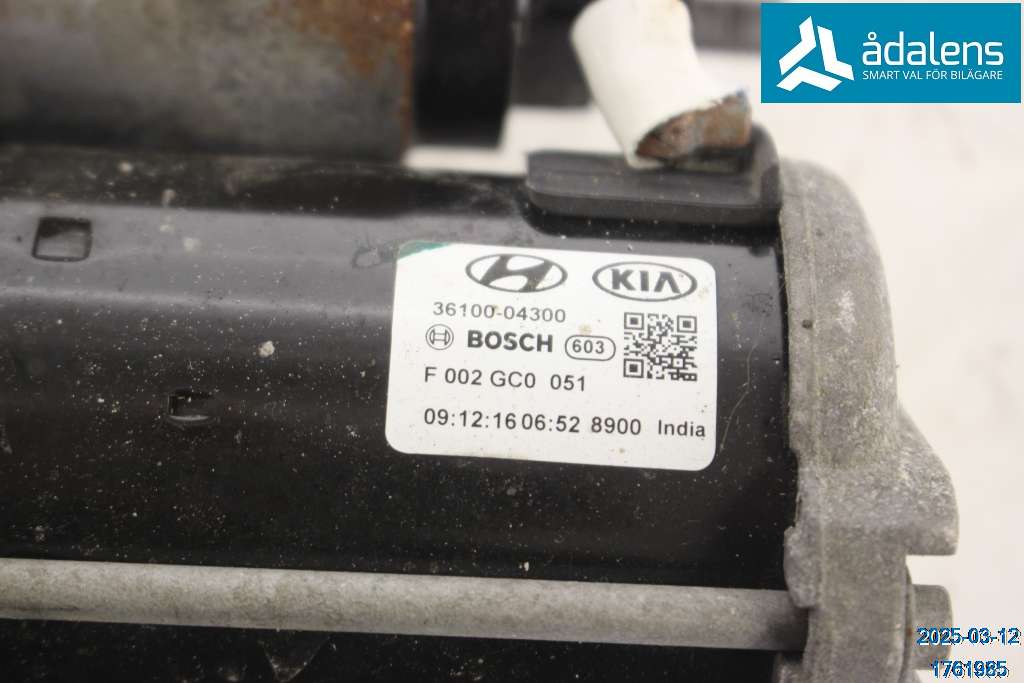 ådalens
SMART VAL FÖR BILÄGARE
KIA
36100-04300
BOSCH 603
F 002 GC0 051
09:12:16 06:52 8900 India
2025-03-12
1761985